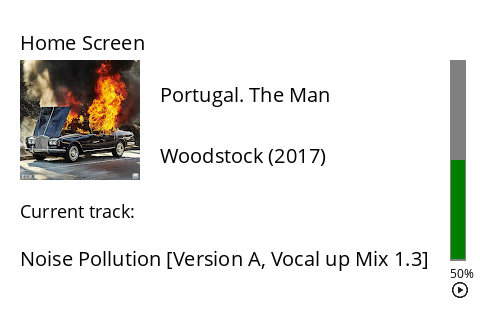 Home Screen
Portugal. The Man
Woodstock (2017)
Current track:
Noise Pollution [Version A, Vocal up Mix 1.3]
50%